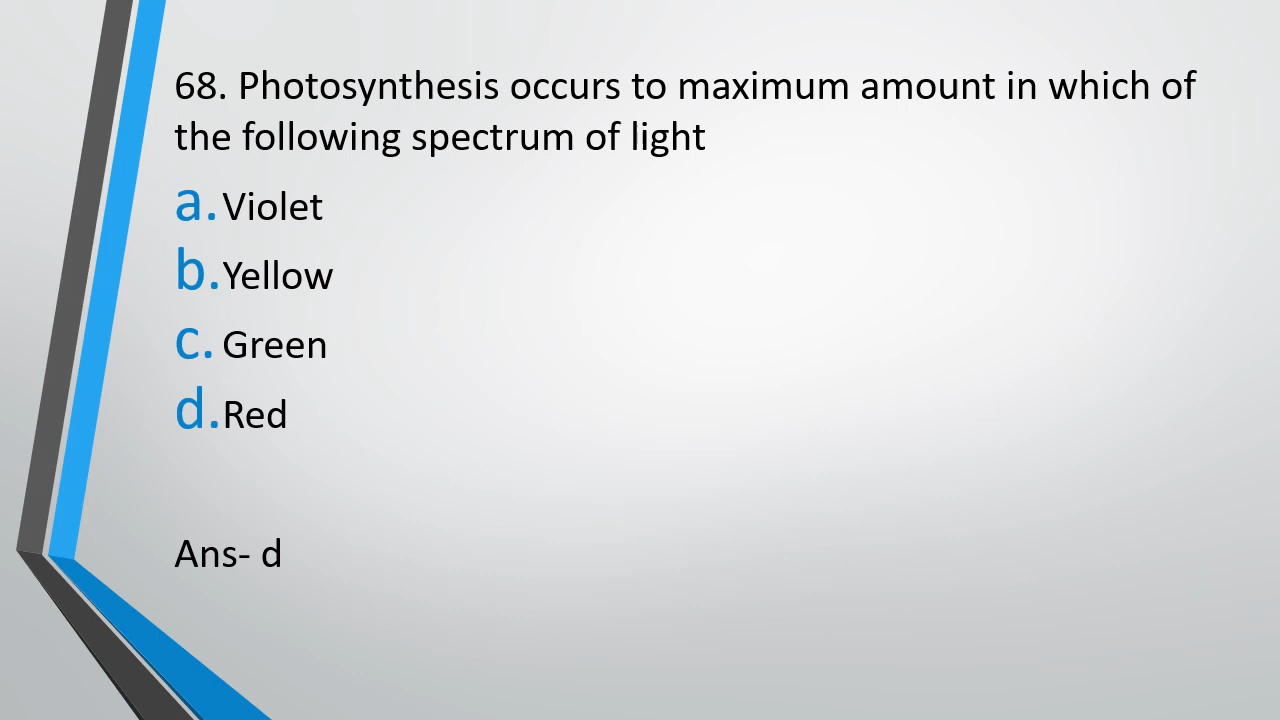 68. Photosynthesis occurs to maximum amount in which of
the following spectrum of light
a. Violet
b. Yellow
c. Green
d. Red
Ans- d